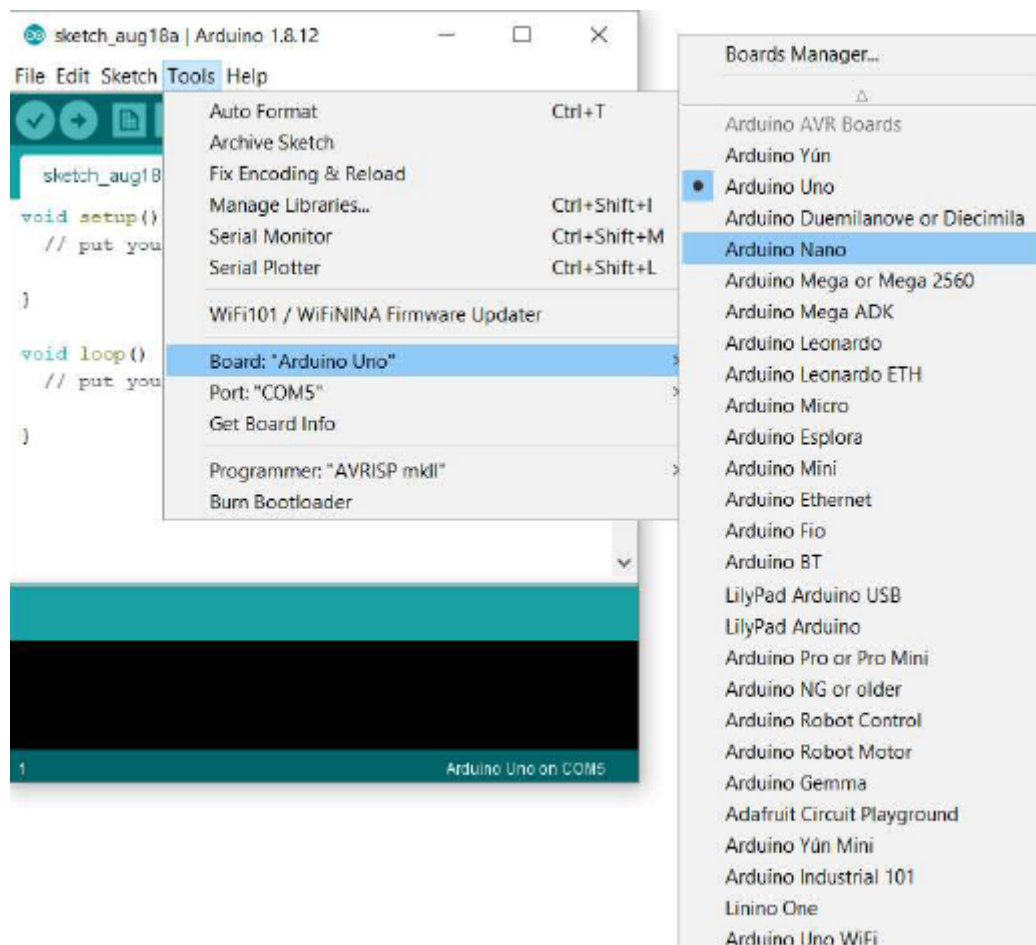 sketch_aug18a | Arduino 1.8.12
File Edit Sketch Tools Help
sketch_aug18
void setup()
// put you
}
void loop()
// put you
}
Auto Format Ctrl+T
Archive Sketch
Fix Encoding & Reload
Manage Libraries... Ctrl+Shift+I
Serial Monitor Ctrl+Shift+M
Serial Plotter Ctrl+Shift+L
WiFi101 / WiFiNINA Firmware Updater
Board: "Arduino Uno"
Port: "COM5"
Get Board Info
Programmer: "AVRISP mkII"
Burn Bootloader
1
Arduino Uno on COM5
Boards Manager...
Arduino AVR Boards
Arduino Yún
Arduino Uno
Arduino Duemilanove or Diecimila
Arduino Nano
Arduino Mega or Mega 2560
Arduino Mega ADK
Arduino Leonardo
Arduino Leonardo ETH
Arduino Micro
Arduino Esplora
Arduino Mini
Arduino Ethernet
Arduino Fio
Arduino BT
LilyPad Arduino USB
LilyPad Arduino
Arduino Pro or Pro Mini
Arduino NG or older
Arduino Robot Control
Arduino Robot Motor
Arduino Gemma
Adafruit Circuit Playground
Arduino Yún Mini
Arduino Industrial 101
Linino One
Arduino Uno WiFi